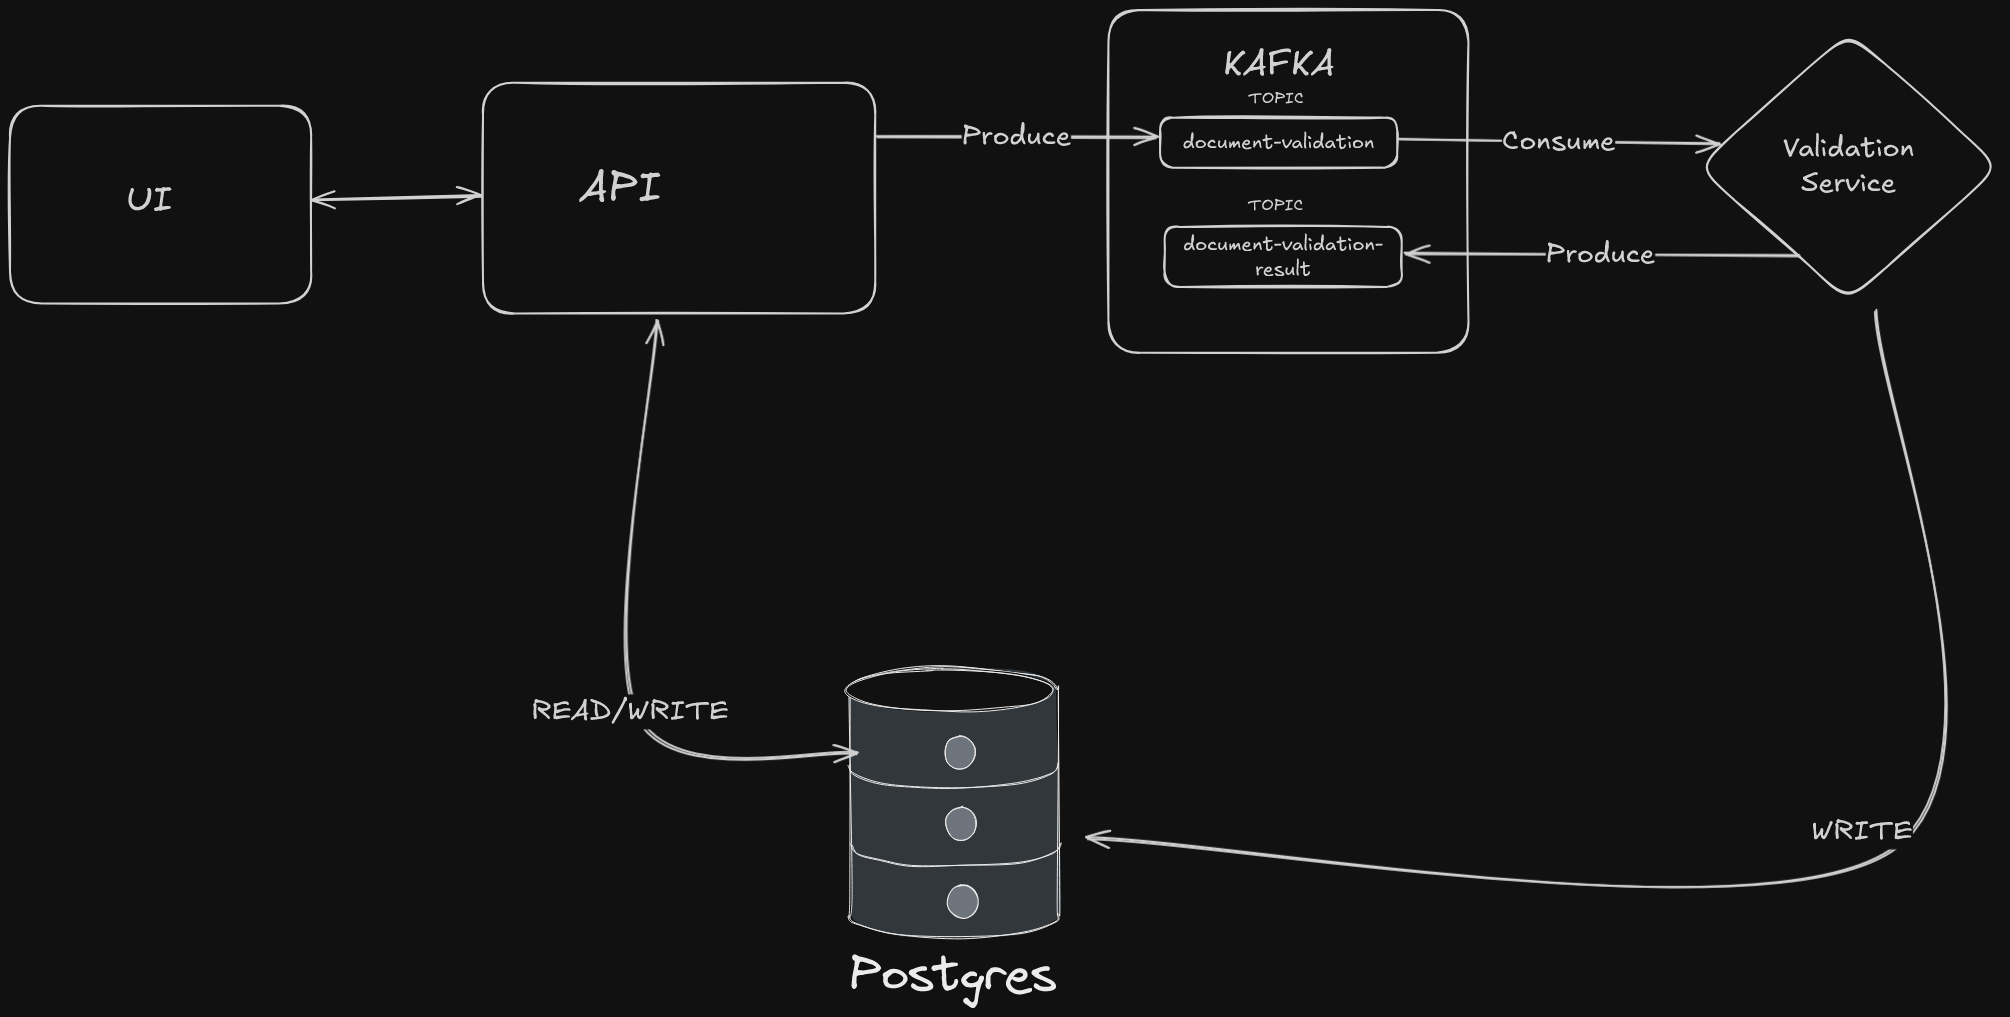 UI
API
Produce
KAFKA
TOPIC
document-validation
TOPIC
document-validation-
result
Consume
Produce
Validation
Service
READ/WRITE
WRITE
Postgres